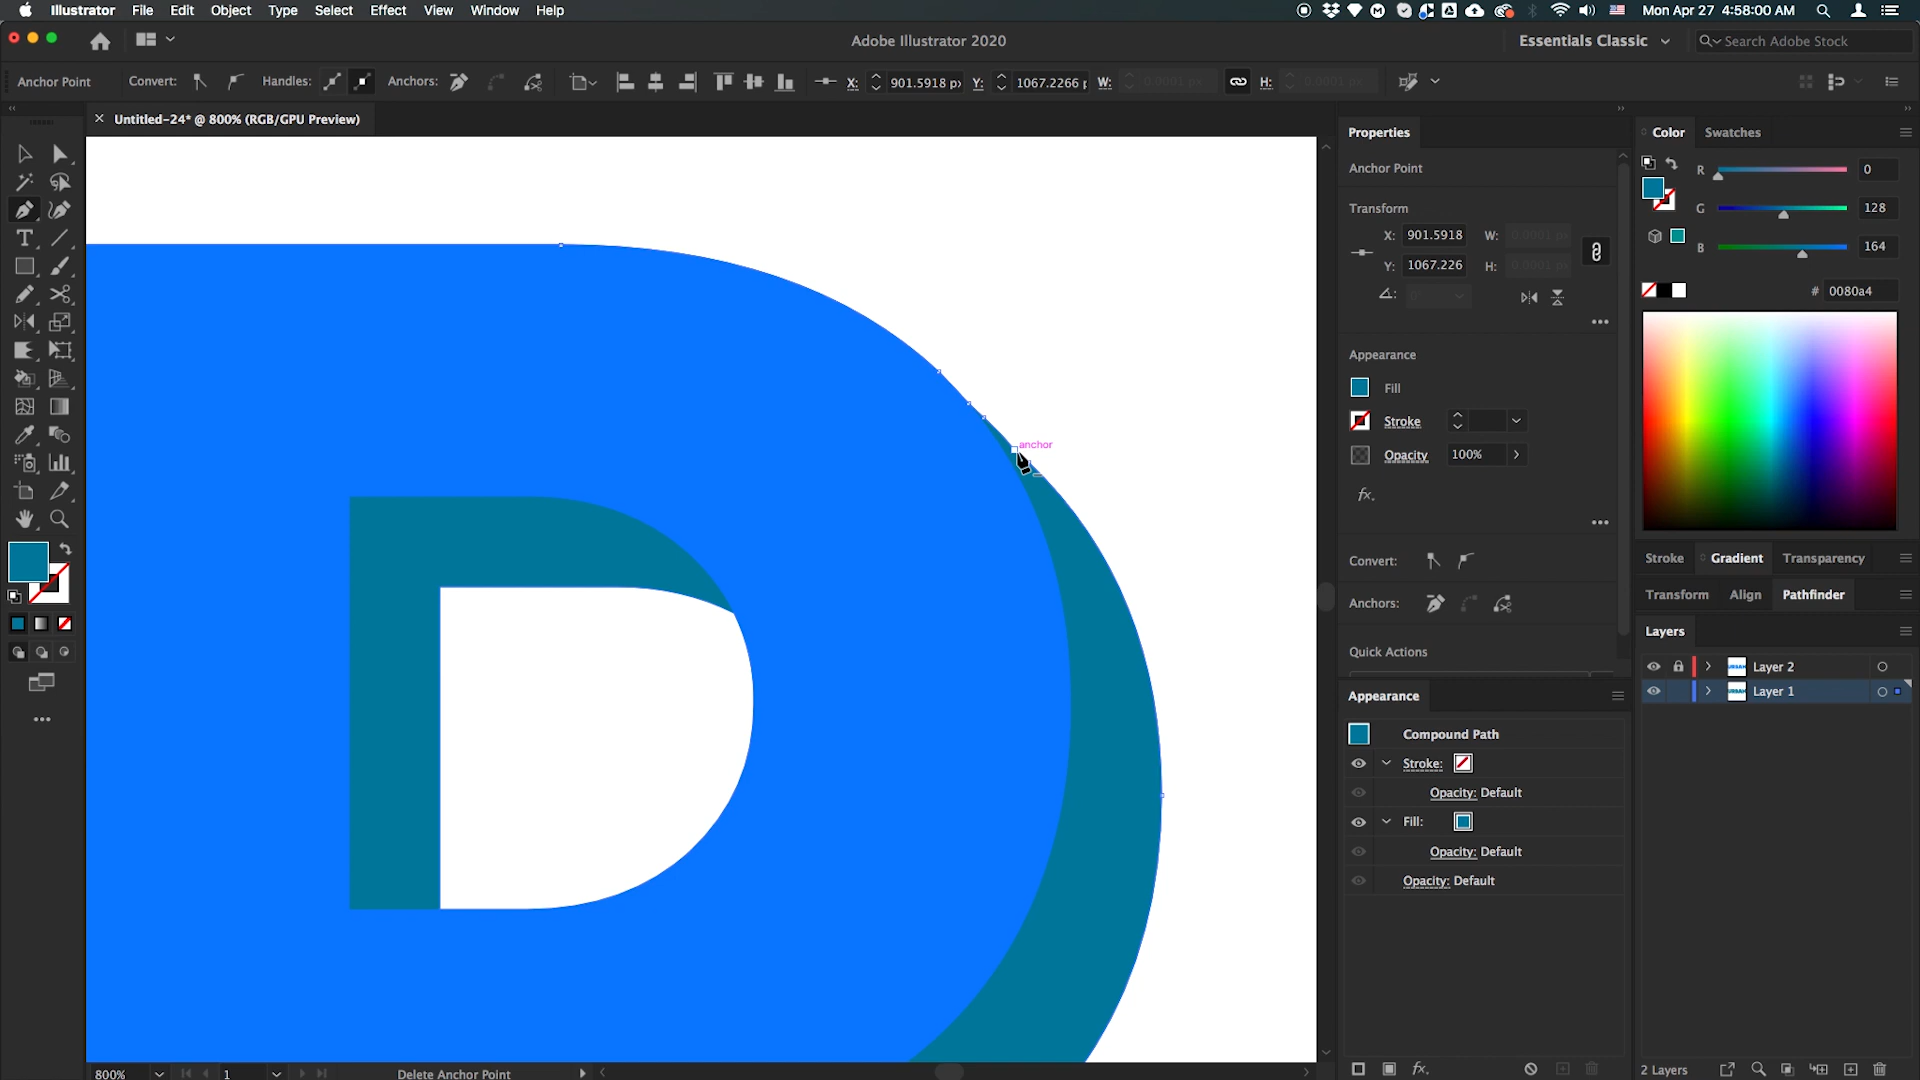 Illustrator File Edit Object Type Select Effect View Window Help Mon Apr 27 4:58:00 AM
Adobe Illustrator 2020 Essentials Classic Search Adobe Stock
Anchor Point Convert: Handles: Anchors: X: 901.5918 px Y: 1067.2266 p W: 0.0001 px H: 0.0001 px
× Untitled-24* @ 800% (RGB/GPU Preview)
Properties
Anchor Point
Transform
X: 901.5918 W: 0.0001 px
Y: 1067.226 H: 0.0001 px
Appearance
Fill
Stroke
Opacity 100%
fx.
Convert:
Anchors:
Quick Actions
Appearance
Compound Path
Stroke:
Opacity: Default
Fill:
Opacity: Default
Opacity: Default
fx.
Color Swatches
R 0
G 128
B 164
# 0080a4
Stroke Gradient Transparency
Transform Align Pathfinder
Layers
Layer 2
Layer 1
2 Layers
anchor
800% 1 Delete Anchor Point